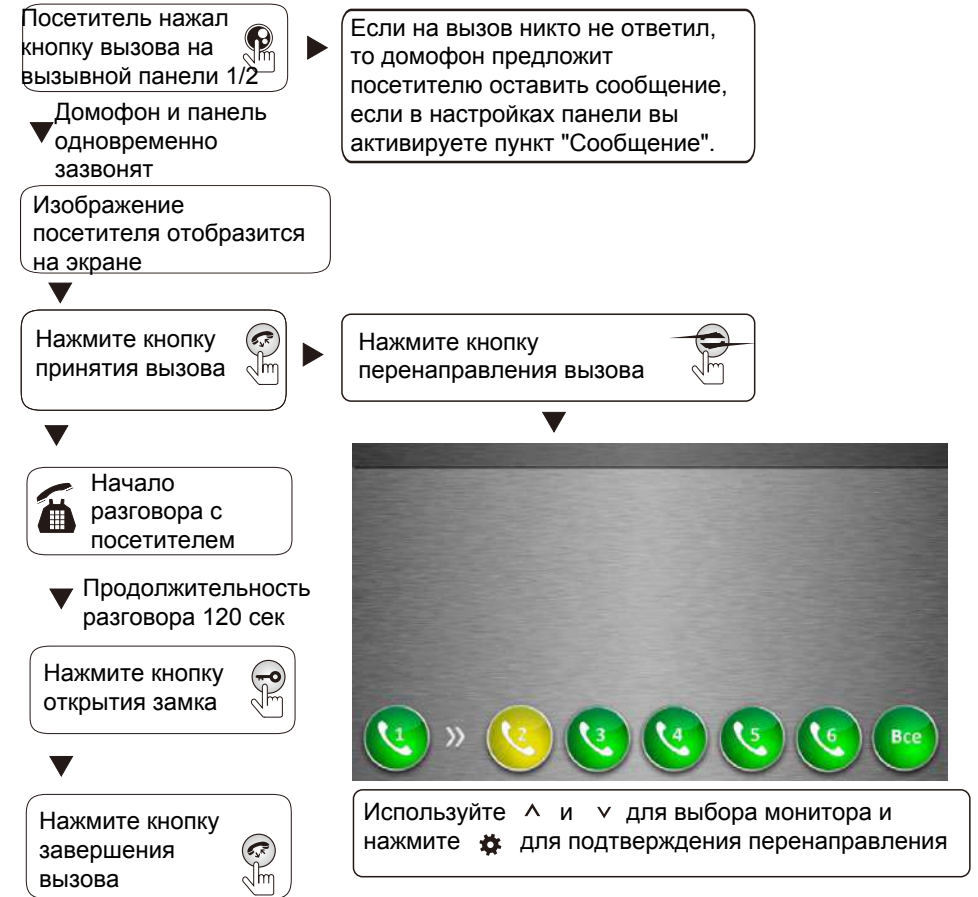 Посетитель нажал
кнопку вызова на
вызывной панели 1/2
Если на вызов никто не ответил,
то домофон предложит
посетителю оставить сообщение,
если в настройках панели вы
активируете пункт "Сообщение".
Домофон и панель
одновременно
зазвонят
Изображение
посетителя отобразится
на экране
Нажмите кнопку
принятия вызова
Нажмите кнопку
перенаправления вызова
Начало
разговора с
посетителем
Продолжительность
разговора 120 сек
Нажмите кнопку
открытия замка
1 » 2 3 4 5 6 Все
Нажмите кнопку
завершения
вызова
Используйте ^ и ˅ для выбора монитора и
нажмите для подтверждения перенаправления